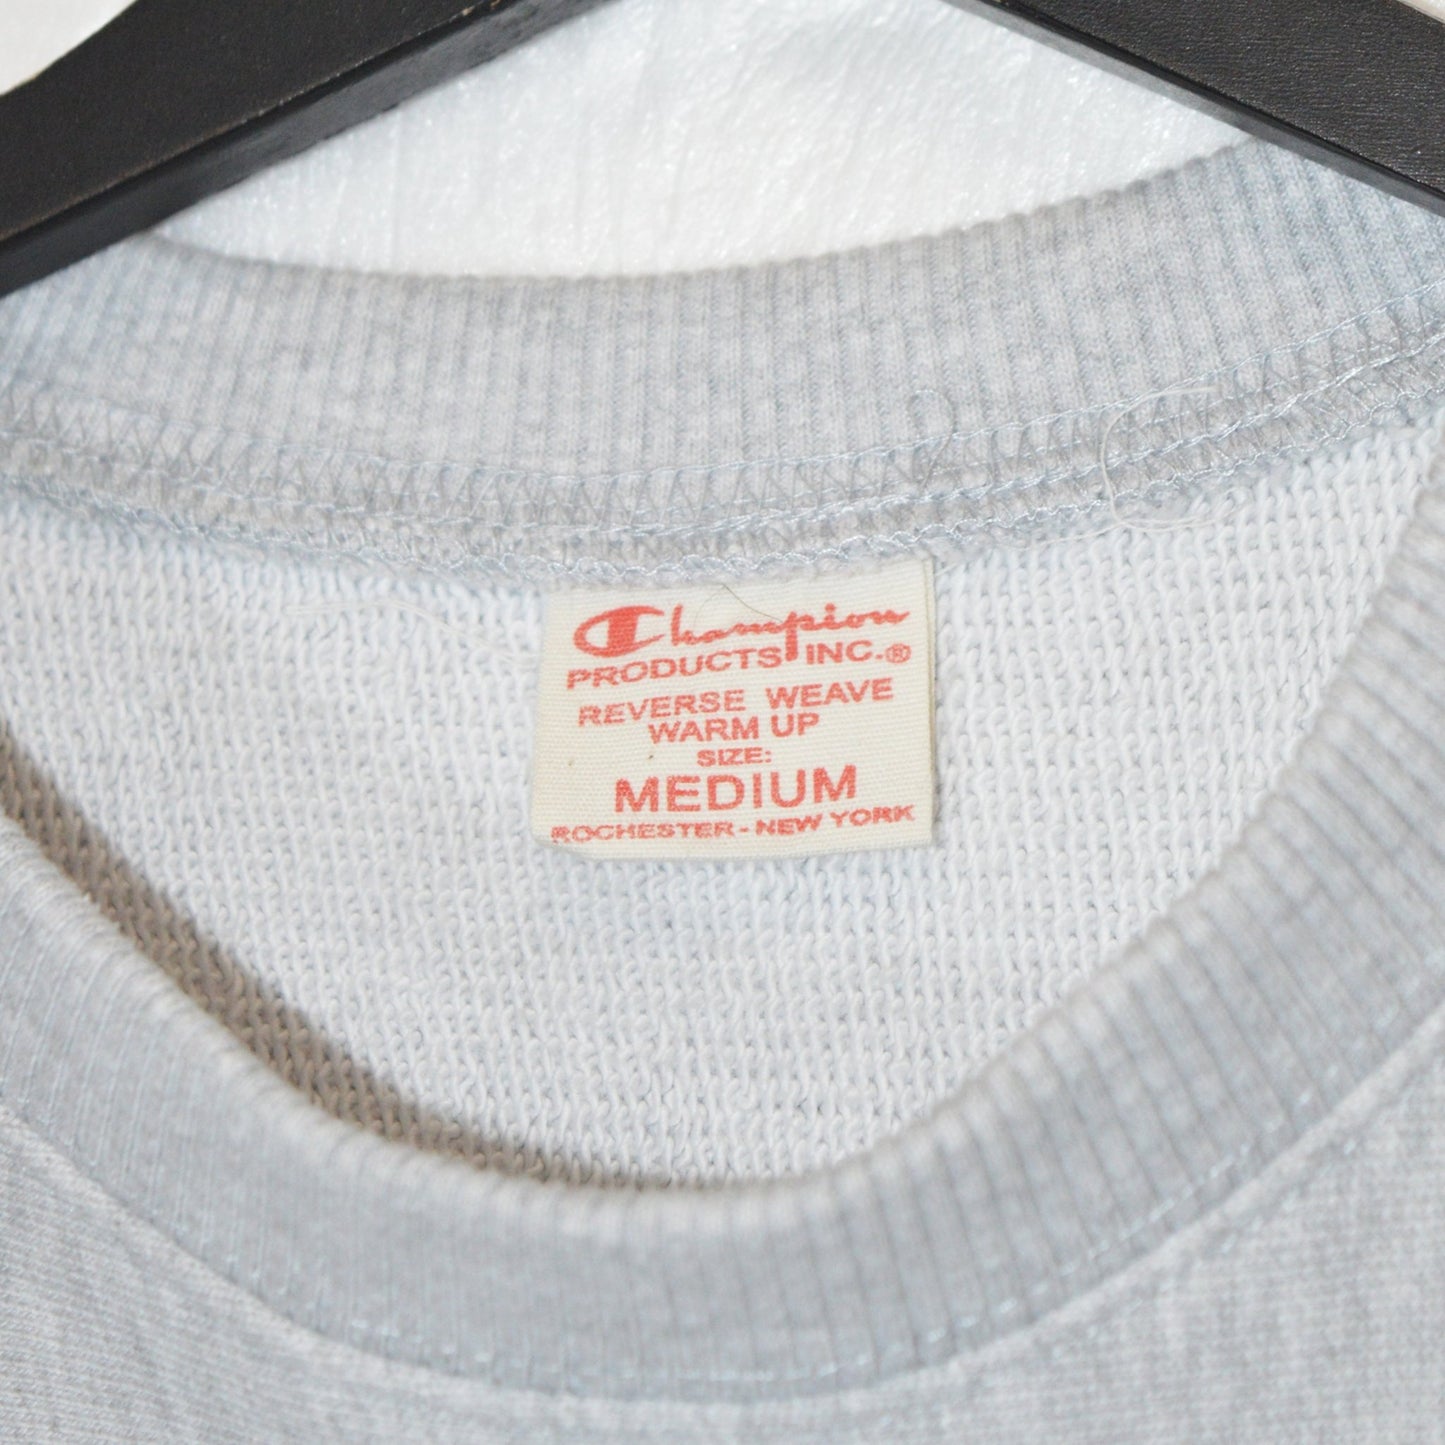 Champion
PRODUCTS INC.®
REVERSE WEAVE
WARM UP
SIZE:
MEDIUM
ROCHESTER - NEW YORK